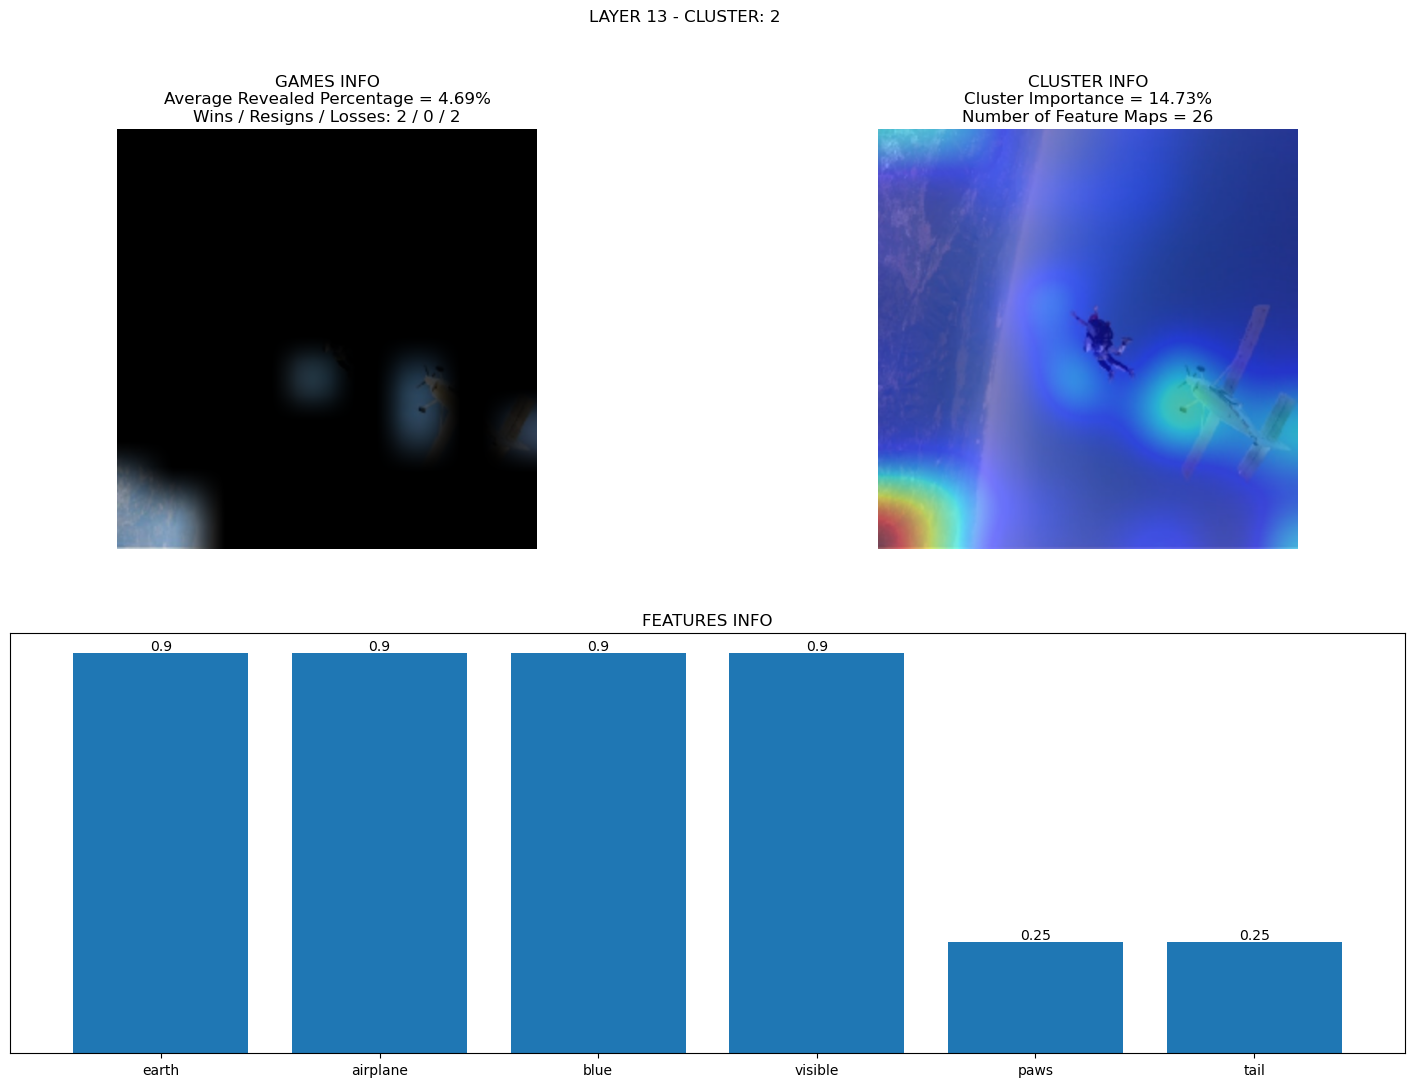 LAYER 13 - CLUSTER: 2
GAMES INFO
Average Revealed Percentage = 4.69%
Wins / Resigns / Losses: 2 / 0 / 2
CLUSTER INFO
Cluster Importance = 14.73%
Number of Feature Maps = 26
FEATURES INFO
0.9 0.9 0.9 0.9 0.25 0.25
earth airplane blue visible paws tail